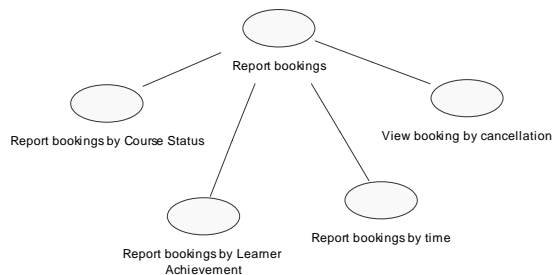 Report bookings
Report bookings by Course Status
View booking by cancellation
Report bookings by Learner
Achievement
Report bookings by time